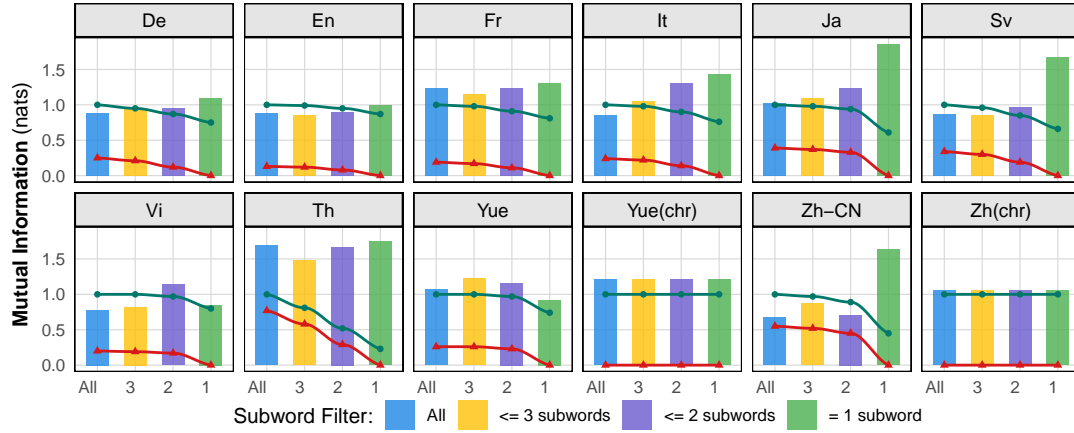 De En Fr It Ja Sv
Mutual Information (nats)
1.5
1.0
0.5
0.0
Vi Th Yue Yue(chr) Zh−CN Zh(chr)
1.5
1.0
0.5
0.0
All 3 2 1 All 3 2 1 All 3 2 1 All 3 2 1 All 3 2 1 All 3 2 1
Subword Filter: All <= 3 subwords <= 2 subwords = 1 subword